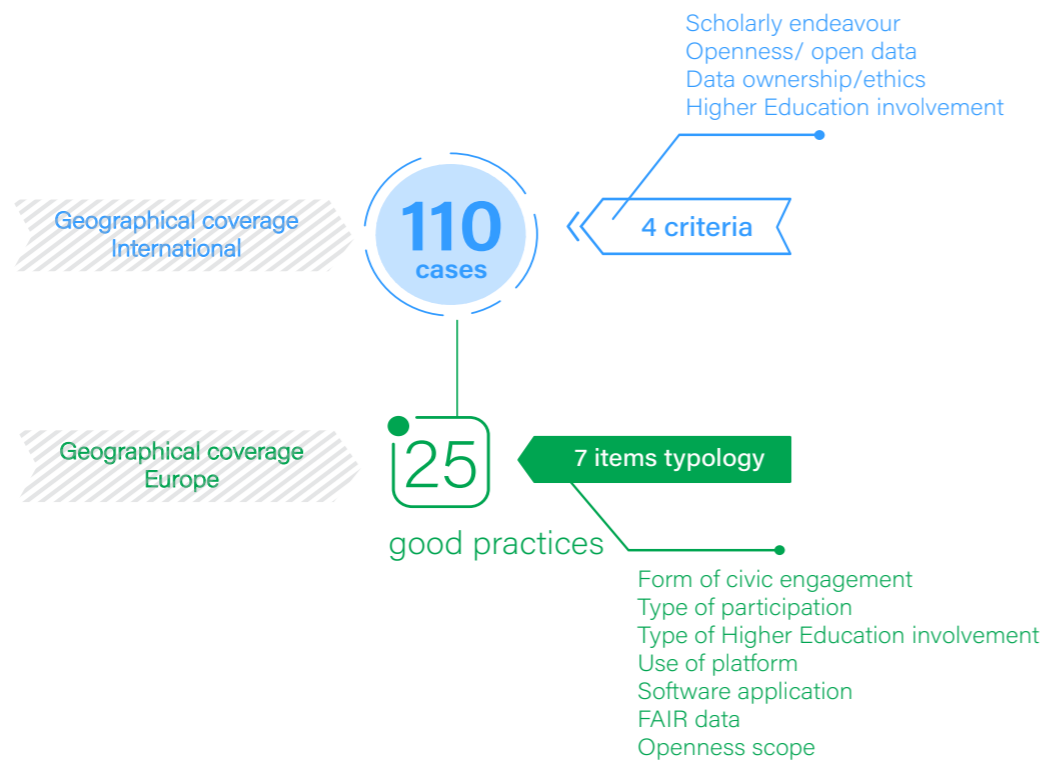 Scholarly endeavour
Openness/ open data
Data ownership/ethics
Higher Education involvement
Geographical coverage
International
110
cases
4 criteria
Geographical coverage
Europe
25
good practices
7 items typology
Form of civic engagement
Type of participation
Type of Higher Education involvement
Use of platform
Software application
FAIR data
Openness scope